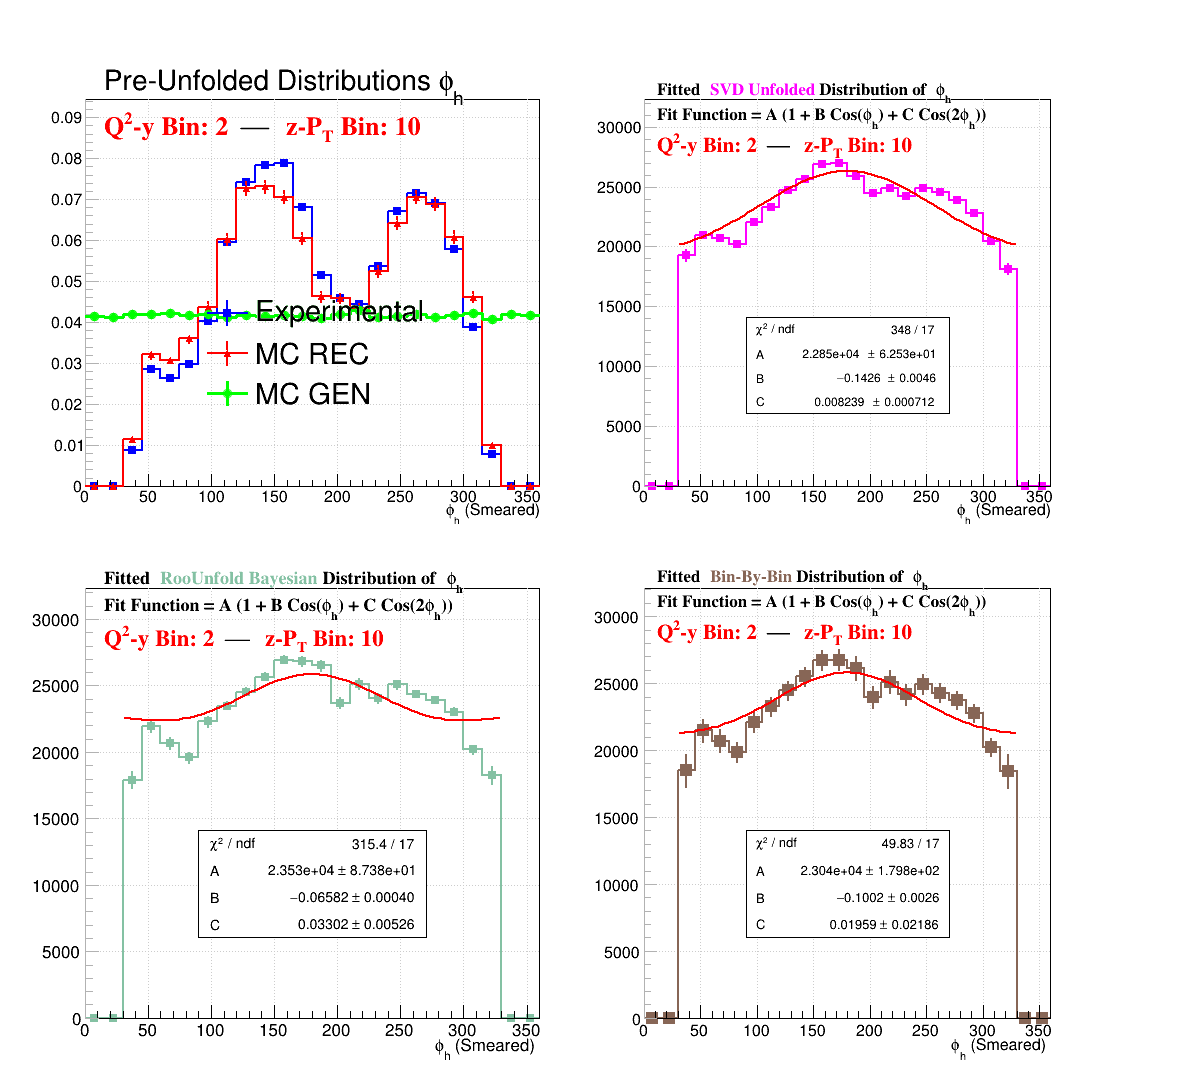 Pre-Unfolded Distributions ϕh
Q²-y Bin: 2 — z-PT Bin: 10
0.09
0.08
0.07
0.06
0.05
0.04
0.03
0.02
0.01
0
Experimental
MC REC
MC GEN
0 50 100 150 200 250 300 350
ϕh (Smeared)
Fitted SVD Unfolded Distribution of ϕh
Fit Function = A (1 + B Cos(ϕh) + C Cos(2ϕh))
Q²-y Bin: 2 — z-PT Bin: 10
30000
25000
20000
15000
10000
5000
0
χ² / ndf 348 / 17
A 2.285e+04 ± 6.253e+01
B −0.1426 ± 0.0046
C 0.008239 ± 0.000712
0 50 100 150 200 250 300 350
ϕh (Smeared)
Fitted RooUnfold Bayesian Distribution of ϕh
Fit Function = A (1 + B Cos(ϕh) + C Cos(2ϕh))
Q²-y Bin: 2 — z-PT Bin: 10
30000
25000
20000
15000
10000
5000
0
χ² / ndf 315.4 / 17
A 2.353e+04 ± 8.738e+01
B −0.06582 ± 0.00040
C 0.03302 ± 0.00526
0 50 100 150 200 250 300 350
ϕh (Smeared)
Fitted Bin-By-Bin Distribution of ϕh
Fit Function = A (1 + B Cos(ϕh) + C Cos(2ϕh))
Q²-y Bin: 2 — z-PT Bin: 10
30000
25000
20000
15000
10000
5000
0
χ² / ndf 49.83 / 17
A 2.304e+04 ± 1.798e+02
B −0.1002 ± 0.0026
C 0.01959 ± 0.02186
0 50 100 150 200 250 300 350
ϕh (Smeared)